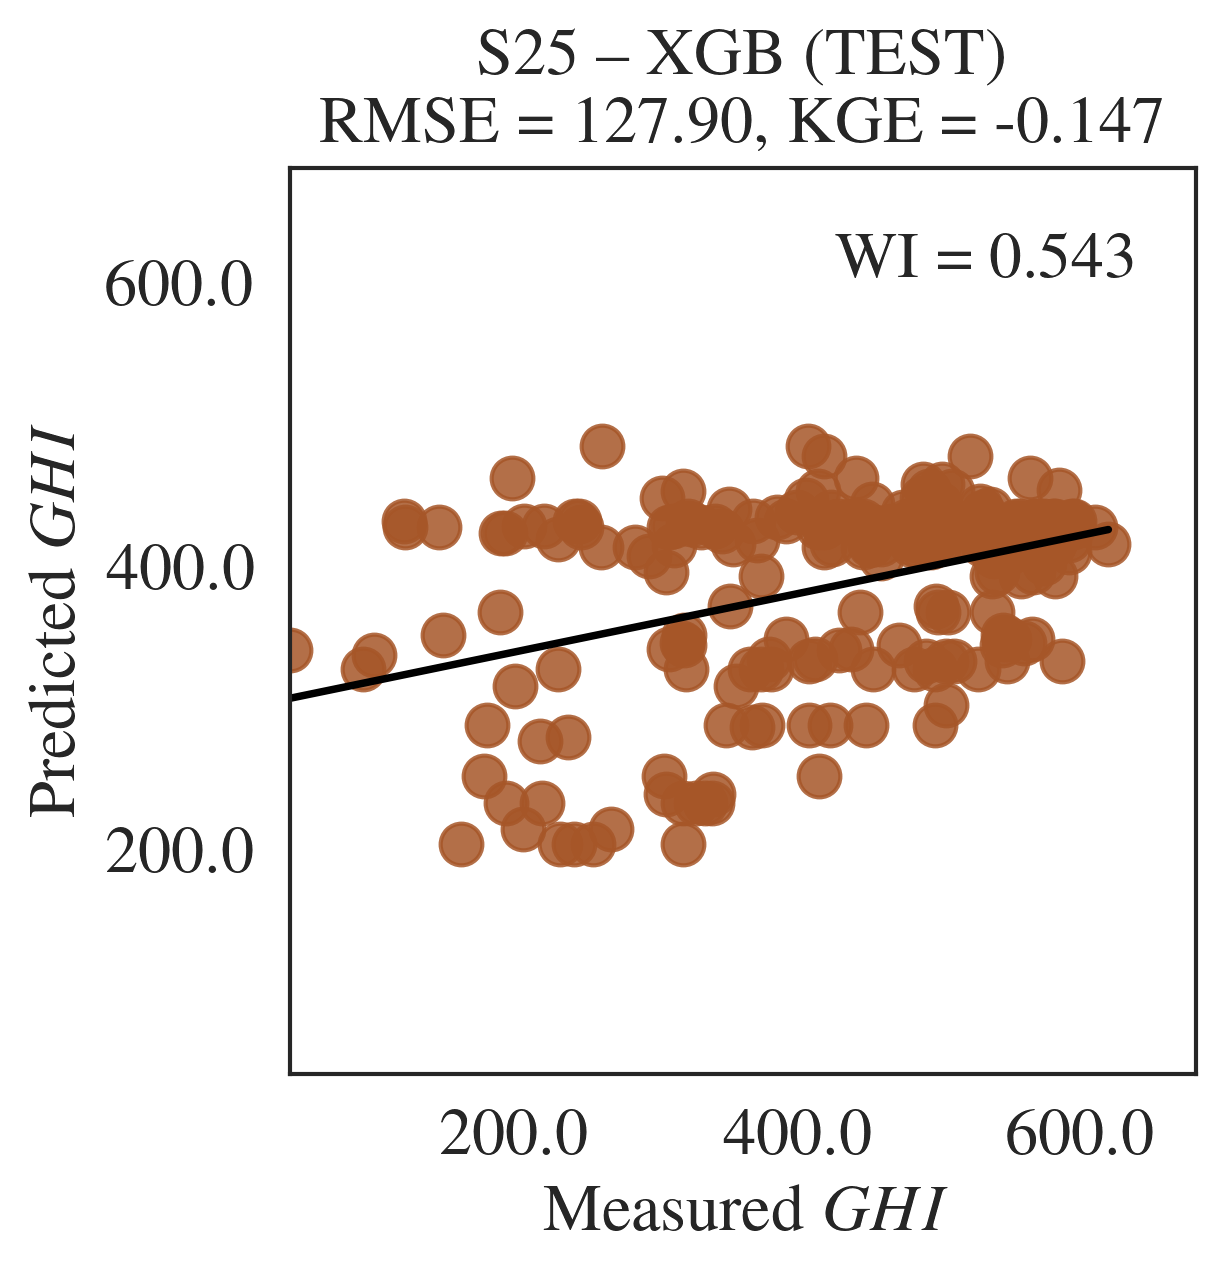 S25 – XGB (TEST)
RMSE = 127.90, KGE = -0.147
WI = 0.543
600.0
400.0
200.0
Predicted GHI
200.0 400.0 600.0
Measured GHI